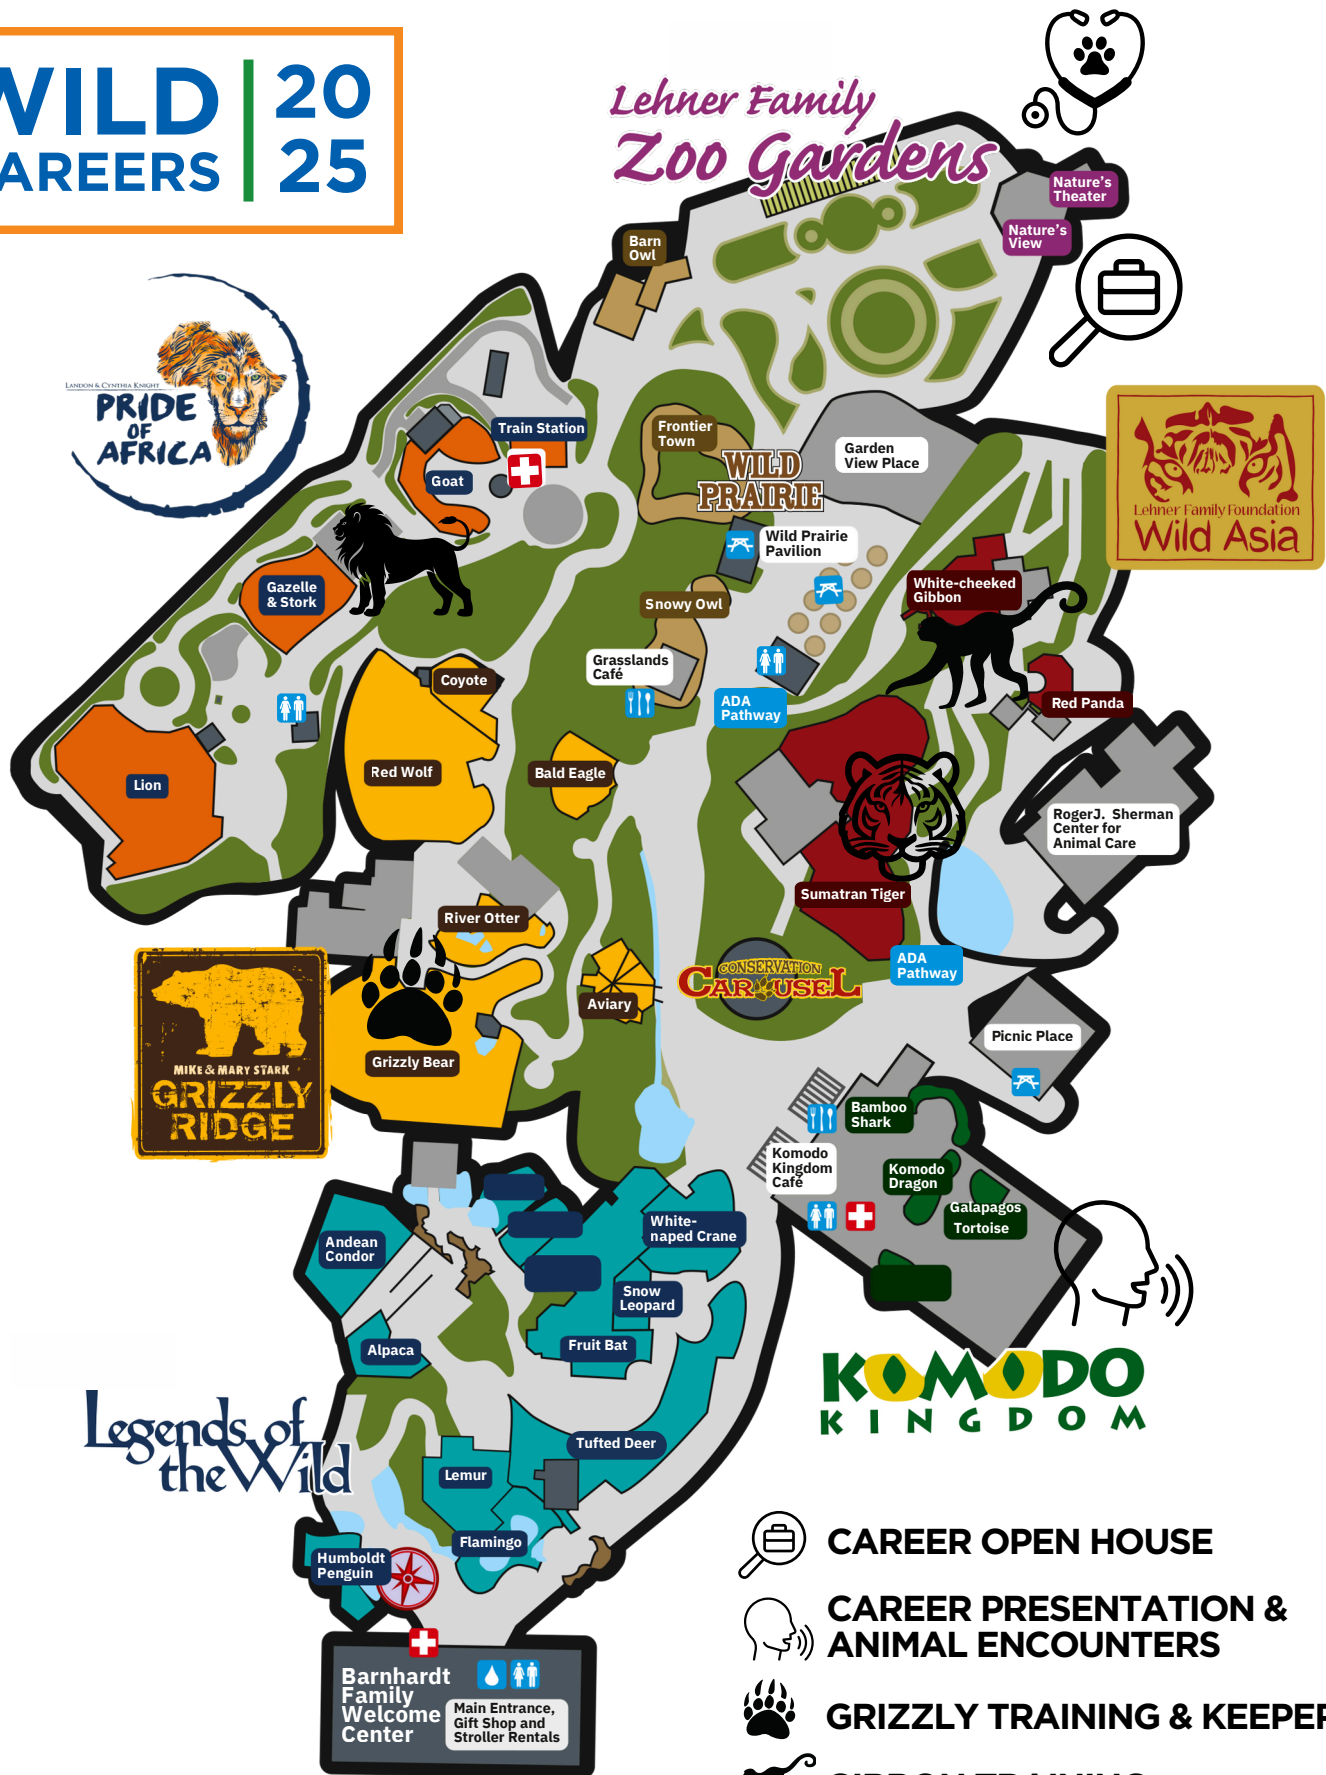 WILD
CAREERS
20
25
Lehner Family
Zoo Gardens
Nature's
Theater
Nature's
View
Barn
Owl
LANDON & CYNTHIA KNIGHT
PRIDE
OF
AFRICA
Train Station
Goat
Frontier
Town
WILD
PRAIRIE
Garden
View Place
Lehner Family Foundation
Wild Asia
Wild Prairie
Pavilion
Gazelle
& Stork
Snowy Owl
White-cheeked
Gibbon
Grasslands
Café
Coyote
ADA
Pathway
Red Panda
Lion
Red Wolf
Bald Eagle
RogerJ. Sherman
Center for
Animal Care
Sumatran Tiger
River Otter
ADA
Pathway
CONSERVATION
CAROUSEL
Aviary
Grizzly Bear
MIKE & MARY STARK
GRIZZLY
RIDGE
Picnic Place
Bamboo
Shark
Komodo
Kingdom
Café
Komodo
Dragon
Galapagos
Tortoise
White-
naped Crane
Andean
Condor
Snow
Leopard
Fruit Bat
Alpaca
KOMODO
KINGDOM
Legends of
the Wild
Tufted Deer
Lemur
Flamingo
Humboldt
Penguin
Barnhardt
Family
Welcome
Center
Main Entrance,
Gift Shop and
Stroller Rentals
CAREER OPEN HOUSE
CAREER PRESENTATION &
ANIMAL ENCOUNTERS
GRIZZLY TRAINING & KEEPER
GIBBON TRAINING